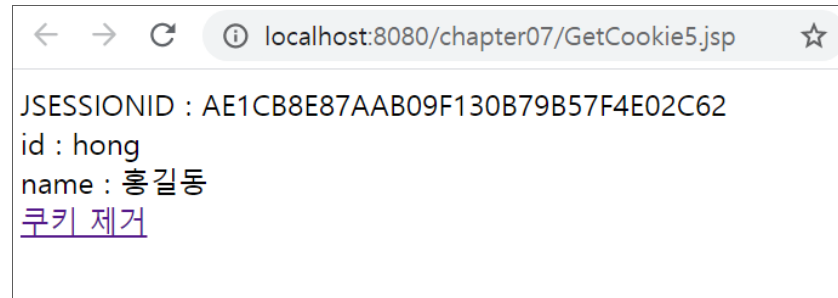 localhost:8080/chapter07/GetCookie5.jsp
JSESSIONID : AE1CB8E87AAB09F130B79B57F4E02C62
id : hong
name : 홍길동
쿠키 제거